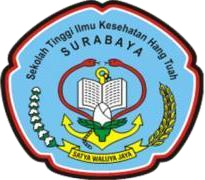 Sekolah Tinggi Ilmu Kesehatan Hang Tuah
SURABAYA
SATYA WALUYA JAYA